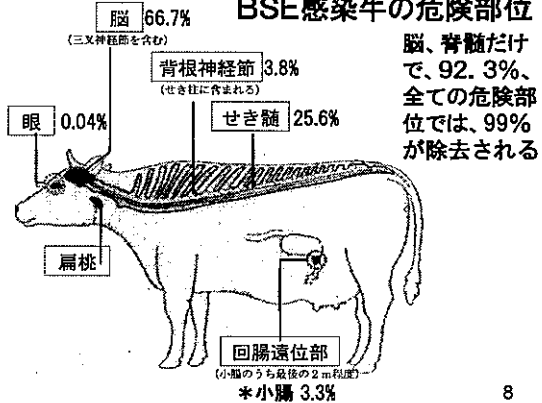 BSE感染牛の危険部位
脳 66.7%
(三叉神経節を含む)
脳、脊髄だけ
で、92.3%、
全ての危険部
位では、99%
が除去される
背根神経節 3.8%
(せき柱に含まれる)
せき髄 25.6%
眼 0.04%
扁桃
回腸遠位部
(小腸のうち最後の2m程度)
*小腸 3.3%
8